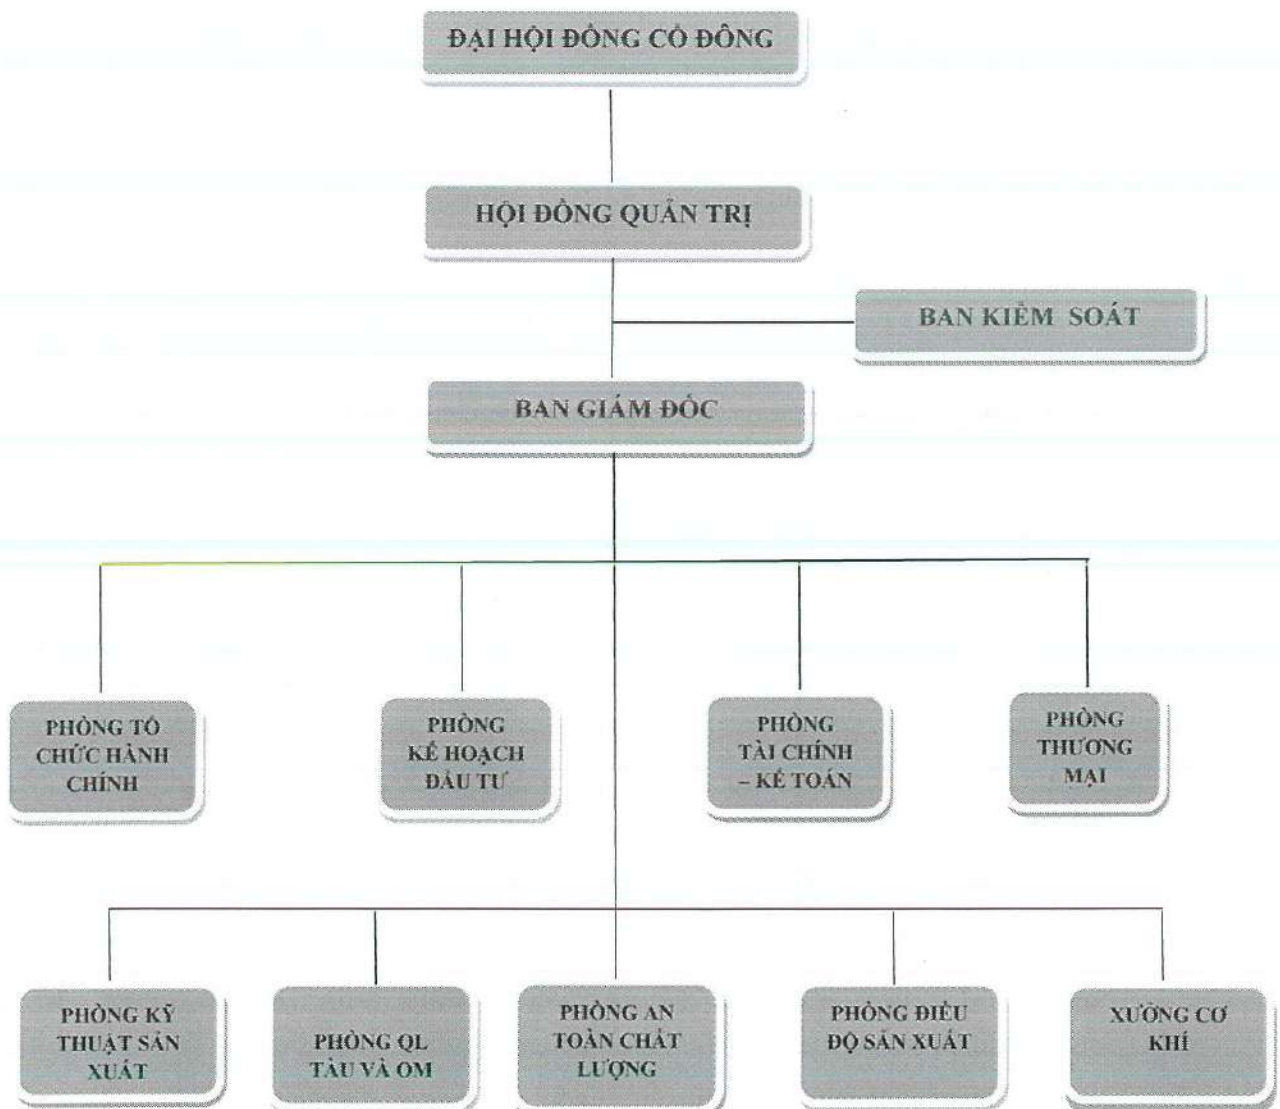 ĐẠI HỘI ĐỒNG CỔ ĐÔNG
HỘI ĐỒNG QUẢN TRỊ
BAN KIỂM SOÁT
BAN GIÁM ĐỐC
PHÒNG TỔ
CHỨC HÀNH
CHÍNH
PHÒNG
KẾ HOẠCH
ĐẦU TƯ
PHÒNG
TÀI CHÍNH
– KẾ TOÁN
PHÒNG
THƯƠNG
MẠI
PHÒNG KỸ
THUẬT SẢN
XUẤT
PHÒNG QL
TÀU VÀ OM
PHÒNG AN
TOÀN CHẤT
LƯỢNG
PHÒNG ĐIỀU
ĐỘ SẢN XUẤT
XƯỞNG CƠ
KHÍ